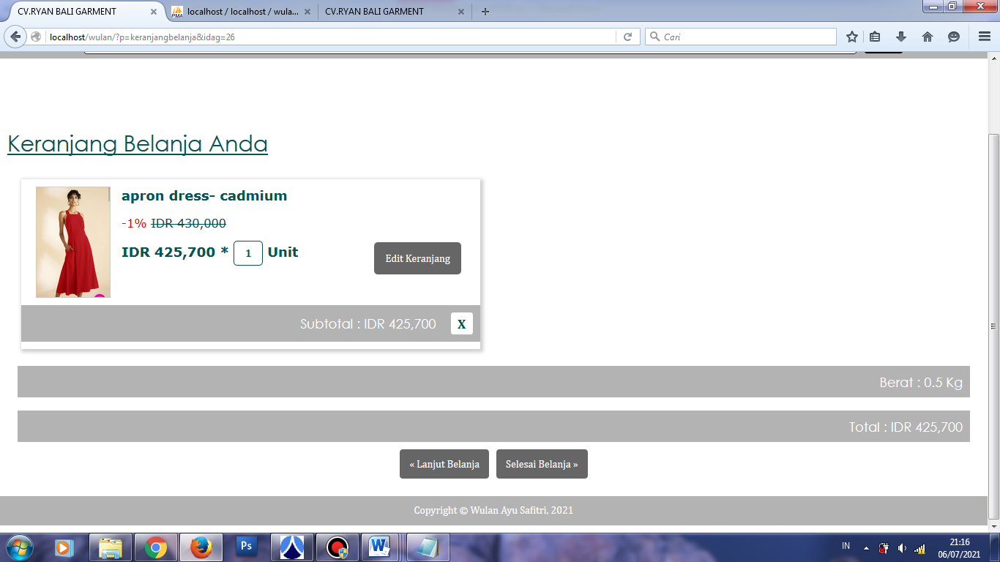 CV.RYAN BALI GARMENT
localhost / localhost / wula...
CV.RYAN BALI GARMENT
localhost/wulan/?p=keranjangbelanja&idag=26
Cari
Keranjang Belanja Anda
apron dress- cadmium
-1% IDR 430,000
IDR 425,700 * 1 Unit
Edit Keranjang
Subtotal : IDR 425,700
X
Berat : 0.5 Kg
Total : IDR 425,700
« Lanjut Belanja
Selesai Belanja »
Copyright © Wulan Ayu Safitri, 2021
Ps
IN
21:16
06/07/2021